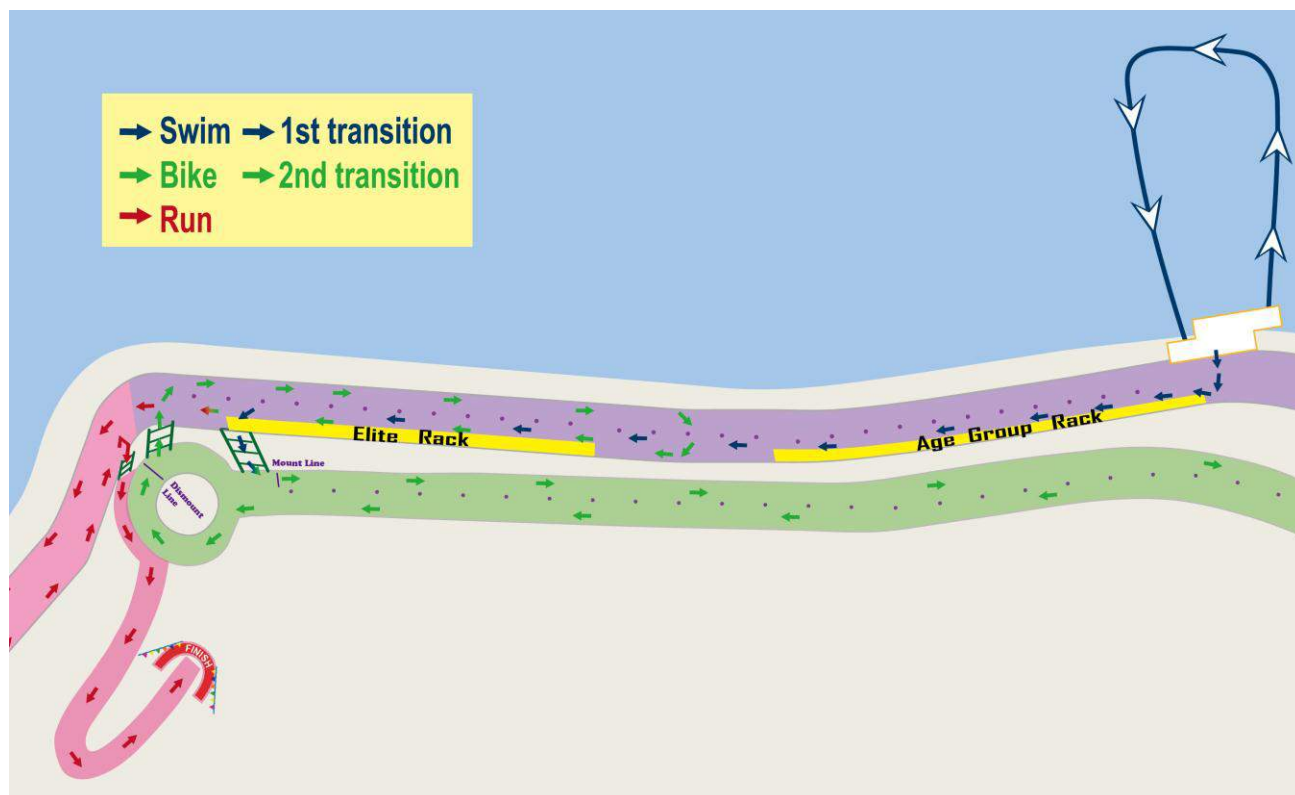 Swim 1st transition
Bike 2nd transition
Run
Elite Rack
Age Group Rack
Mount Line
Dismount
Line
FINISH